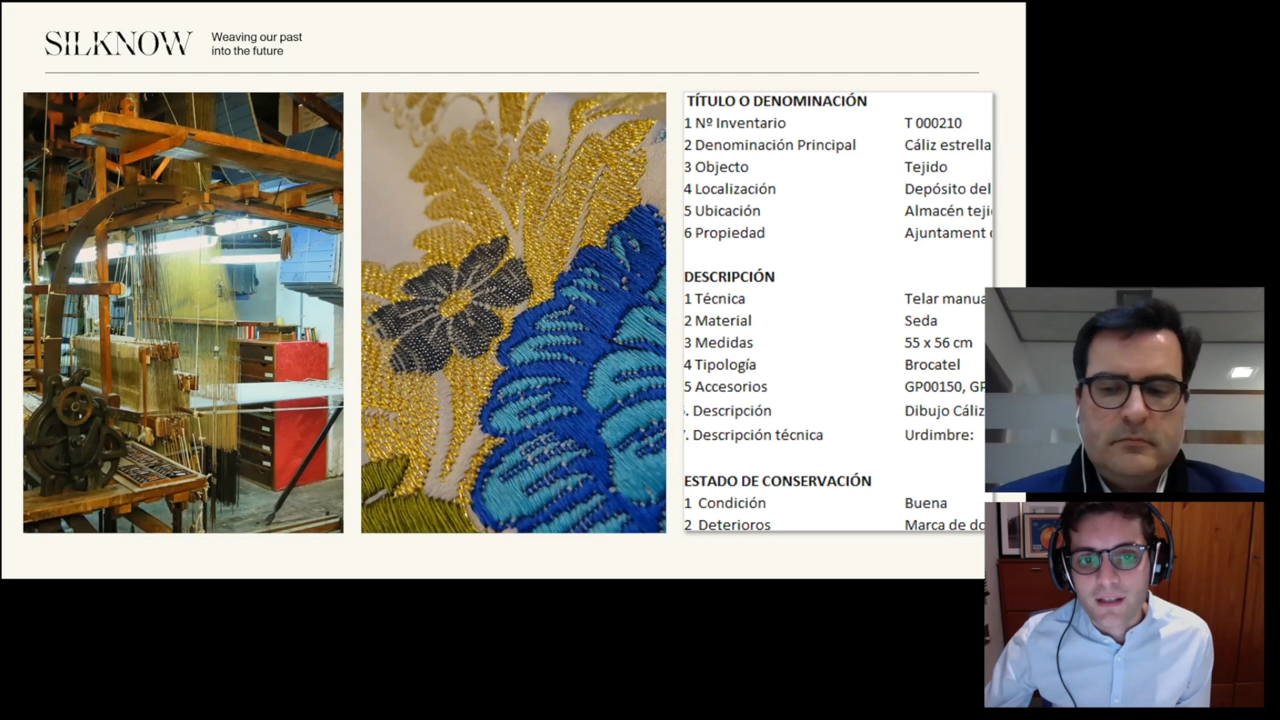 SILKNOW
Weaving our past
into the future
TÍTULO O DENOMINACIÓN
1 Nº Inventario T 000210
2 Denominación Principal Cáliz estrella
3 Objecto Tejido
4 Localización Depósito del
5 Ubicación Almacén teji
6 Propiedad Ajuntament
DESCRIPCIÓN
1 Técnica Telar manua
2 Material Seda
3 Medidas 55 x 56 cm
4 Tipología Brocatel
5 Accesorios GP00150, GP
. Descripción Dibujo Cáliz
. Descripción técnica Urdimbre:
ESTADO DE CONSERVACIÓN
1 Condición Buena
2 Deterioros Marca de do